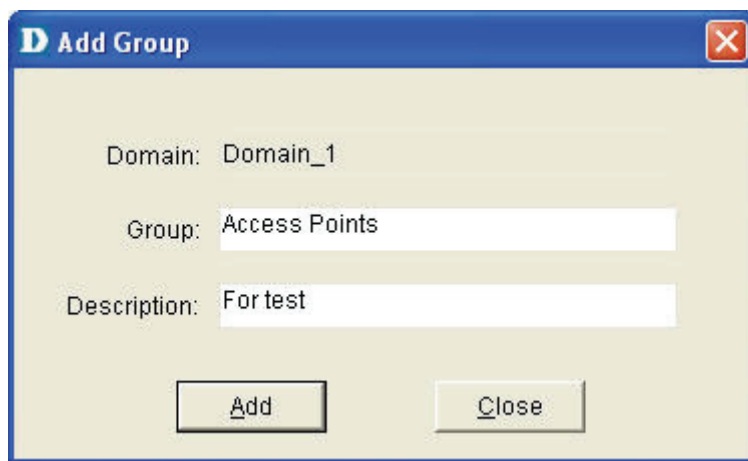 D Add Group
Domain: Domain_1
Group: Access Points
Description: For test
Add Close